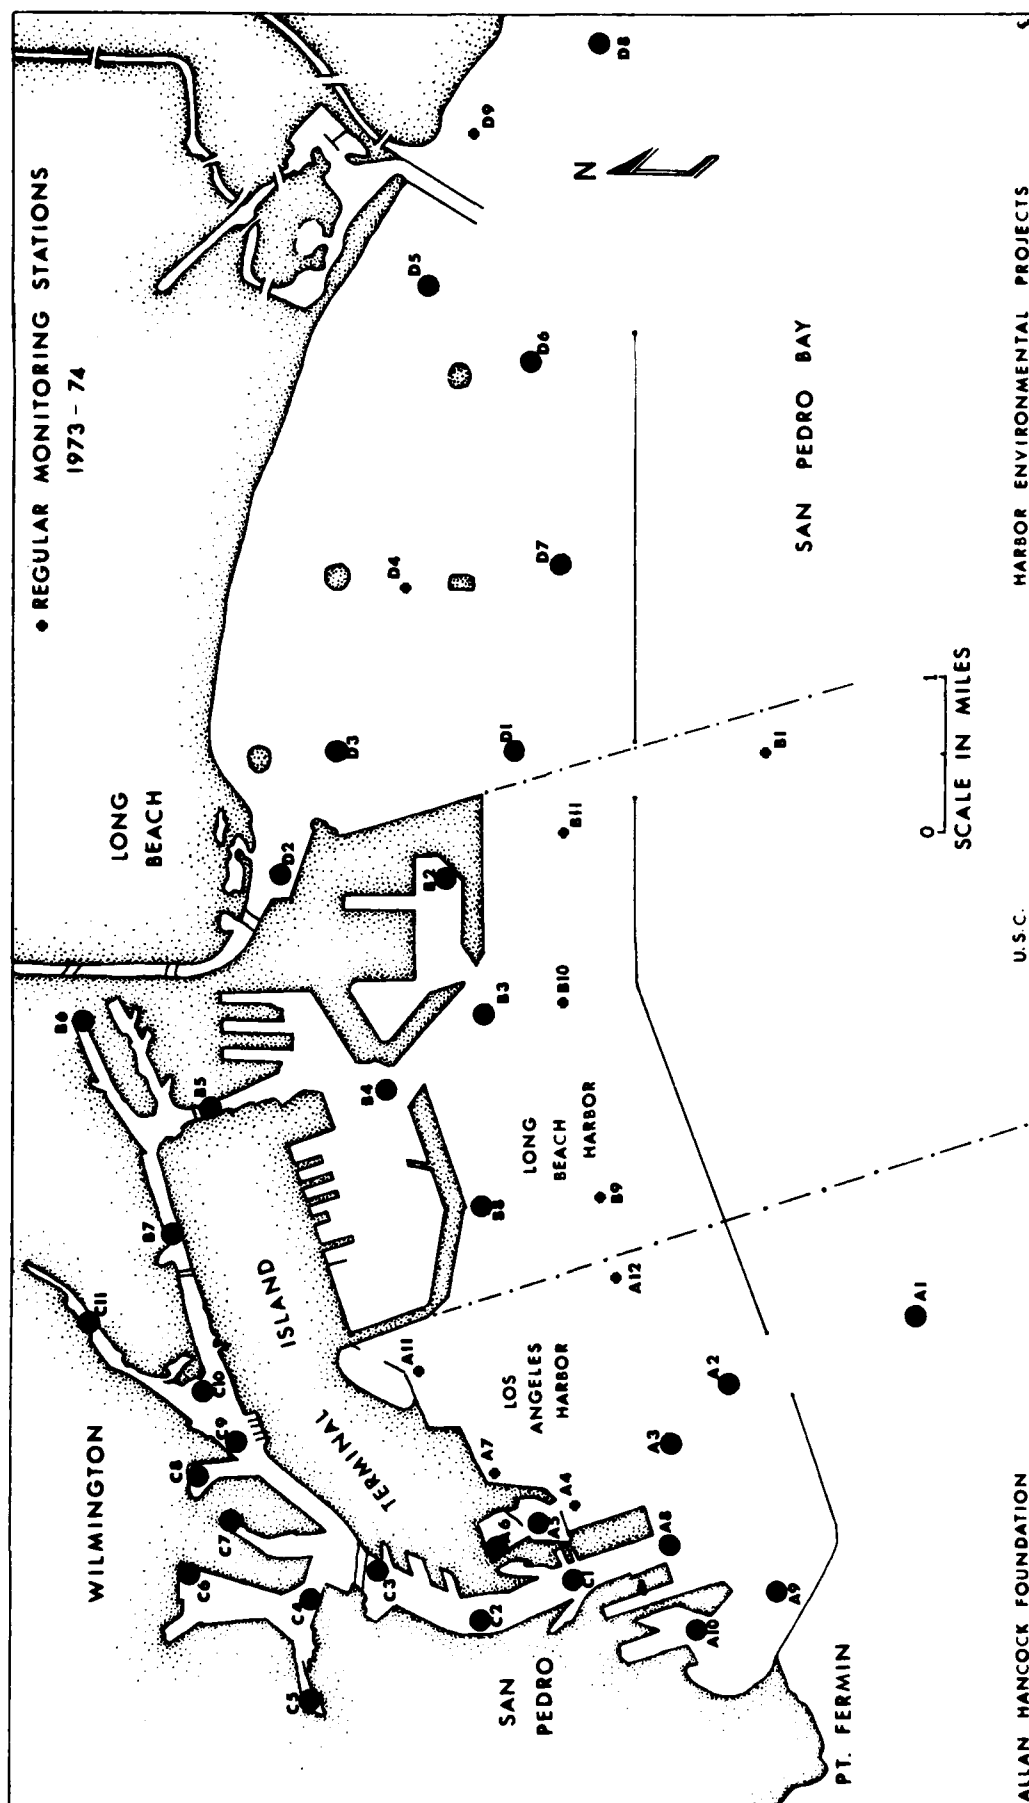 REGULAR MONITORING STATIONS
1973 - 74
WILMINGTON
LONG
BEACH
C11
B6
B7
B5
C6
C7
C8
C9
C10
D2
D3
C5
C4
C3
TERMINAL
ISLAND
B4
B2
D4
D5
D9
SAN
PEDRO
C2
A6
A5
A7
A11
LOS
ANGELES
HARBOR
B8
B3
D1
D6
D8
N
C1
A4
LONG
BEACH
HARBOR
B10
B11
D7
A8
A3
A12
B9
A10
A9
A2
B1
SAN PEDRO BAY
PT. FERMIN
A1
0 1
SCALE IN MILES
ALLAN HANCOCK FOUNDATION
U.S.C.
HARBOR ENVIRONMENTAL PROJECTS